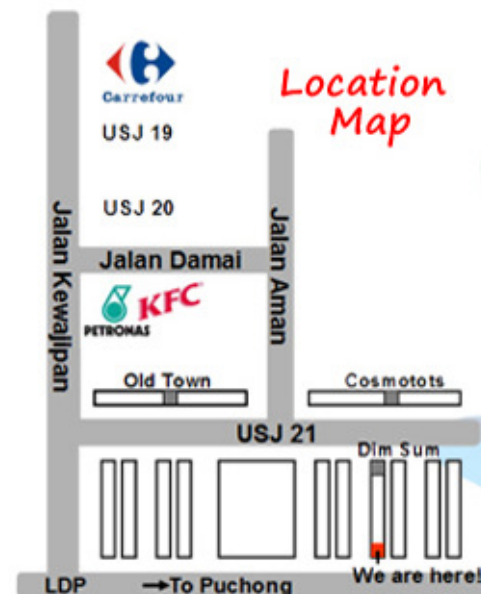 Location
Map
Carrefour
USJ 19
USJ 20
Jalan Kewajipan
Jalan Aman
Jalan Damai
PETRONAS
KFC
Old Town
Cosmotots
USJ 21
Dim Sum
We are here!
LDP
→To Puchong